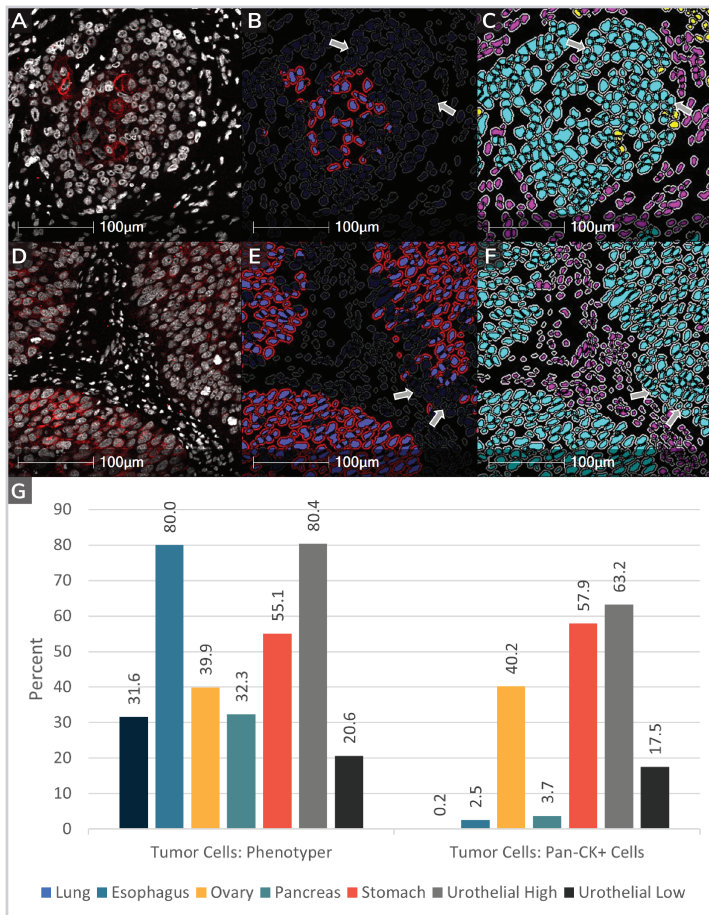 A
B
C
100µm
100µm
100µm
D
E
F
100µm
100µm
100µm
G
90
80
70
60
50
40
30
20
10
0
Percent
31.6
80.0
39.9
32.3
55.1
80.4
20.6
0.2
2.5
40.2
3.7
57.9
63.2
17.5
Tumor Cells: Phenotyper
Tumor Cells: Pan-CK+ Cells
Lung Esophagus Ovary Pancreas Stomach Urothelial High Urothelial Low